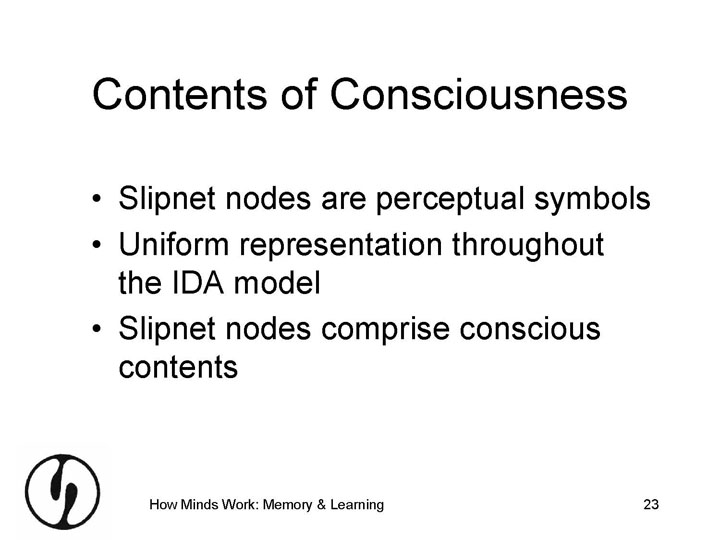 Contents of Consciousness
• Slipnet nodes are perceptual symbols
• Uniform representation throughout
the IDA model
• Slipnet nodes comprise conscious
contents
How Minds Work: Memory & Learning
23